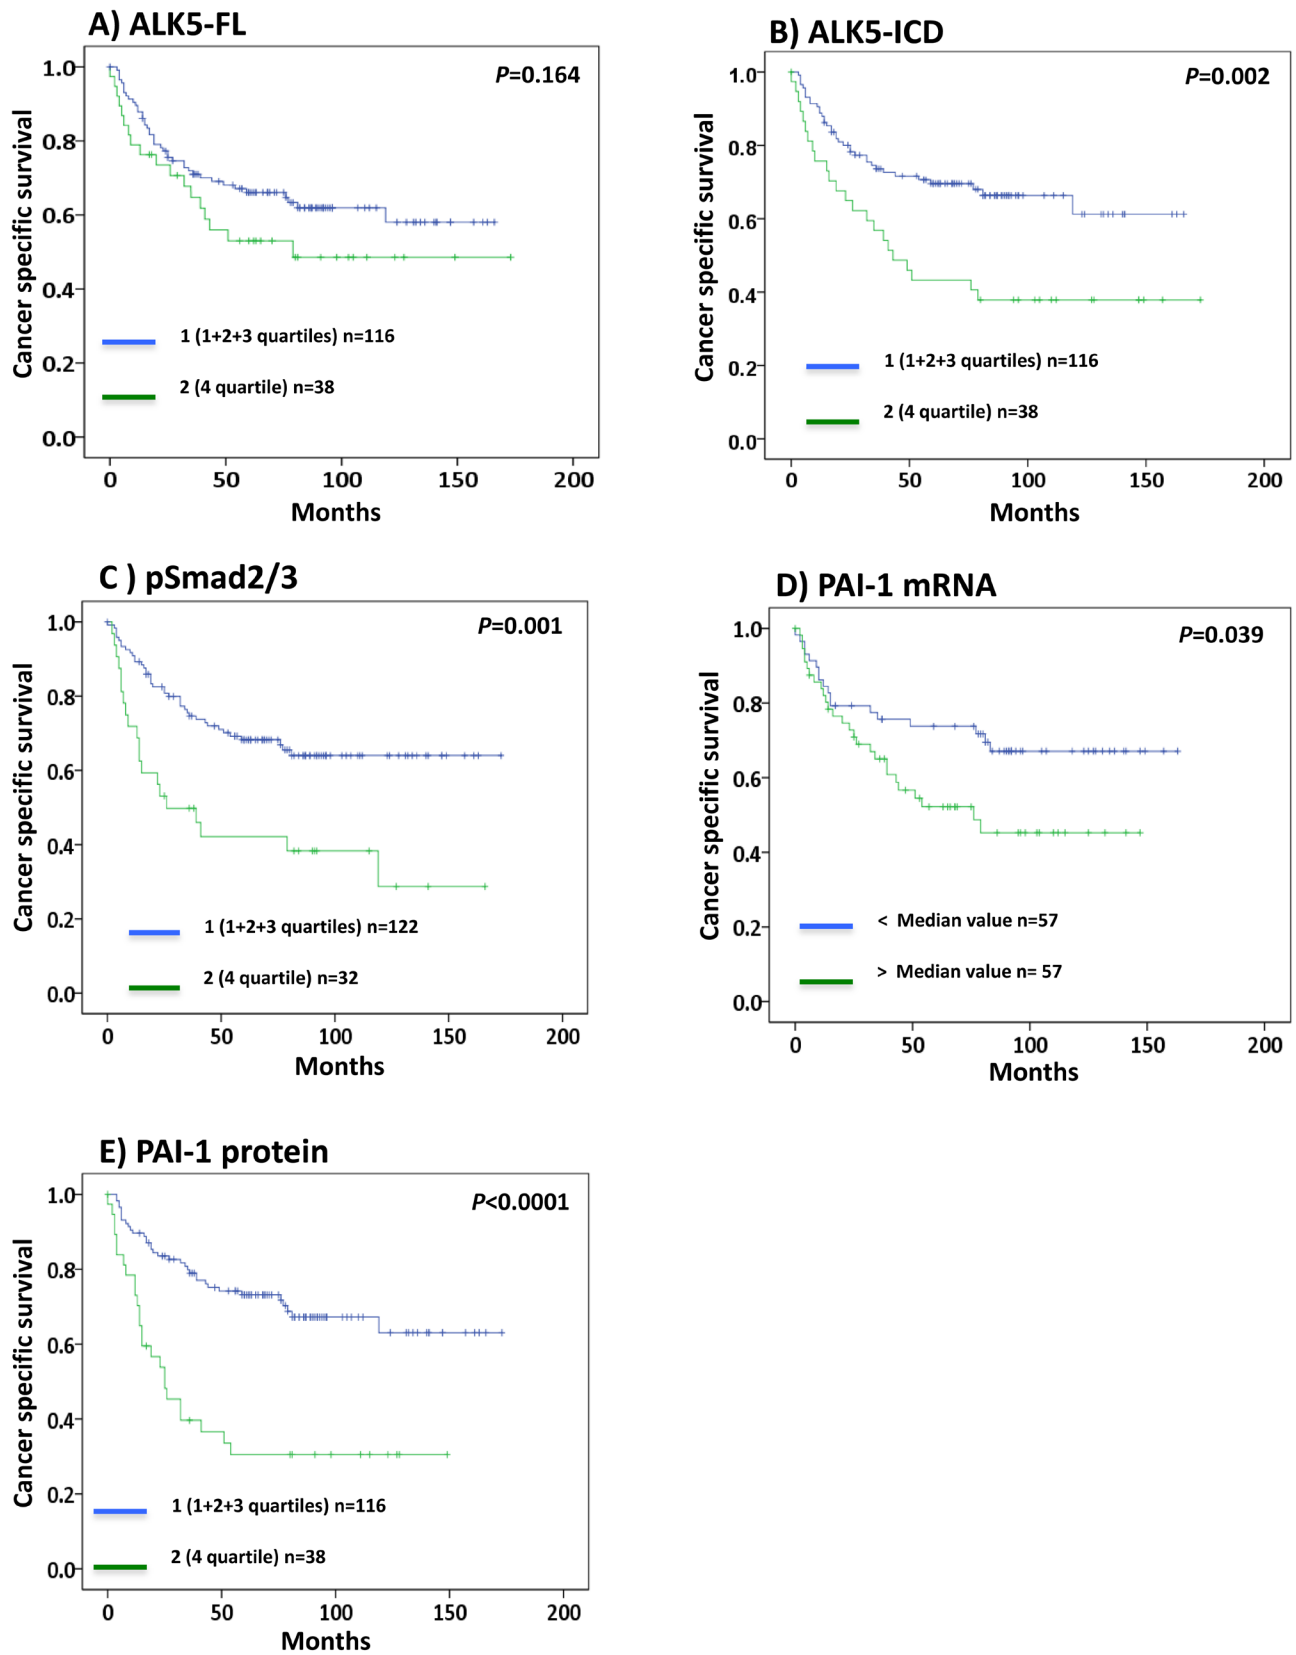 A) ALK5-FL
P=0.164
Cancer specific survival
1.0
0.8
0.6
0.4
0.2
0.0
1 (1+2+3 quartiles) n=116
2 (4 quartile) n=38
0 50 100 150 200
Months
B) ALK5-ICD
P=0.002
Cancer specific survival
1.0
0.8
0.6
0.4
0.2
0.0
1 (1+2+3 quartiles) n=116
2 (4 quartile) n=38
0 50 100 150 200
Months
C ) pSmad2/3
P=0.001
Cancer specific survival
1.0
0.8
0.6
0.4
0.2
0.0
1 (1+2+3 quartiles) n=122
2 (4 quartile) n=32
0 50 100 150 200
Months
D) PAI-1 mRNA
P=0.039
Cancer specific survival
1.0
0.8
0.6
0.4
0.2
0.0
< Median value n=57
> Median value n= 57
0 50 100 150 200
Months
E) PAI-1 protein
P<0.0001
Cancer specific survival
1.0
0.8
0.6
0.4
0.2
0.0
1 (1+2+3 quartiles) n=116
2 (4 quartile) n=38
0 50 100 150 200
Months